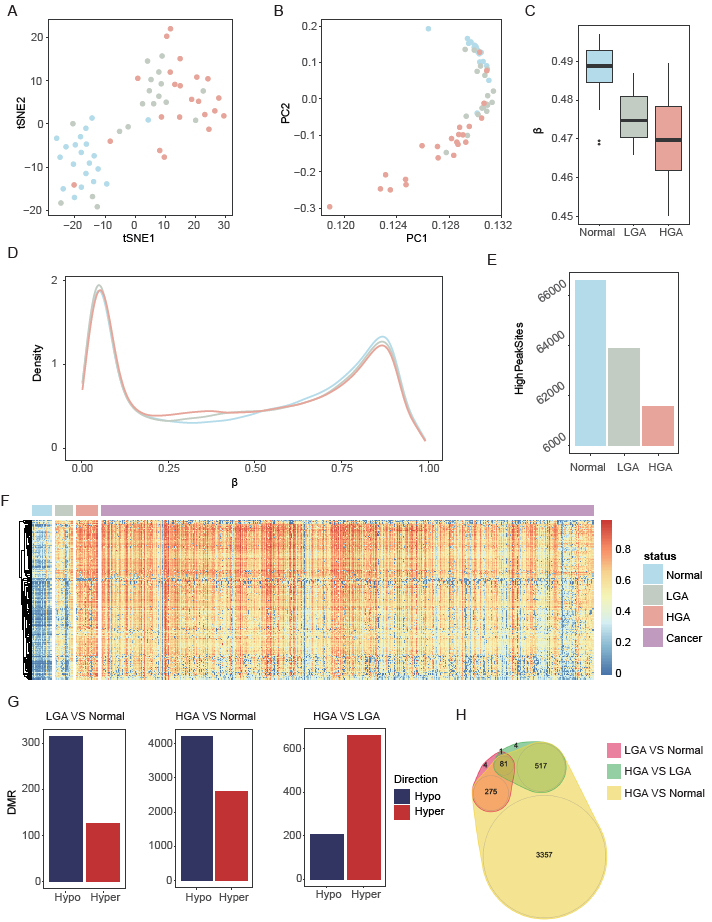 A
B
C
tSNE2
20
10
0
−10
−20
−20
−10
0
10
20
30
tSNE1
PC2
0.2
0.1
0.0
−0.1
−0.2
−0.3
0.120
0.124
0.128
0.132
PC1
β
0.49
0.48
0.47
0.46
0.45
Normal LGA HGA
D
Density
2
1
0
0.00 0.25 0.50 0.75 1.00
β
E
HighPeakSites
66000
64000
62000
6000
Normal LGA HGA
F
0.8
0.6
0.4
0.2
0
status
Normal
LGA
HGA
Cancer
G
LGA VS Normal
DMR
300
200
100
0
Hypo Hyper
HGA VS Normal
4000
3000
2000
1000
0
Hypo Hyper
HGA VS LGA
600
400
200
0
Hypo Hyper
Direction
Hypo
Hyper
H
4
1
4
81
517
275
3357
LGA VS Normal
HGA VS LGA
HGA VS Normal